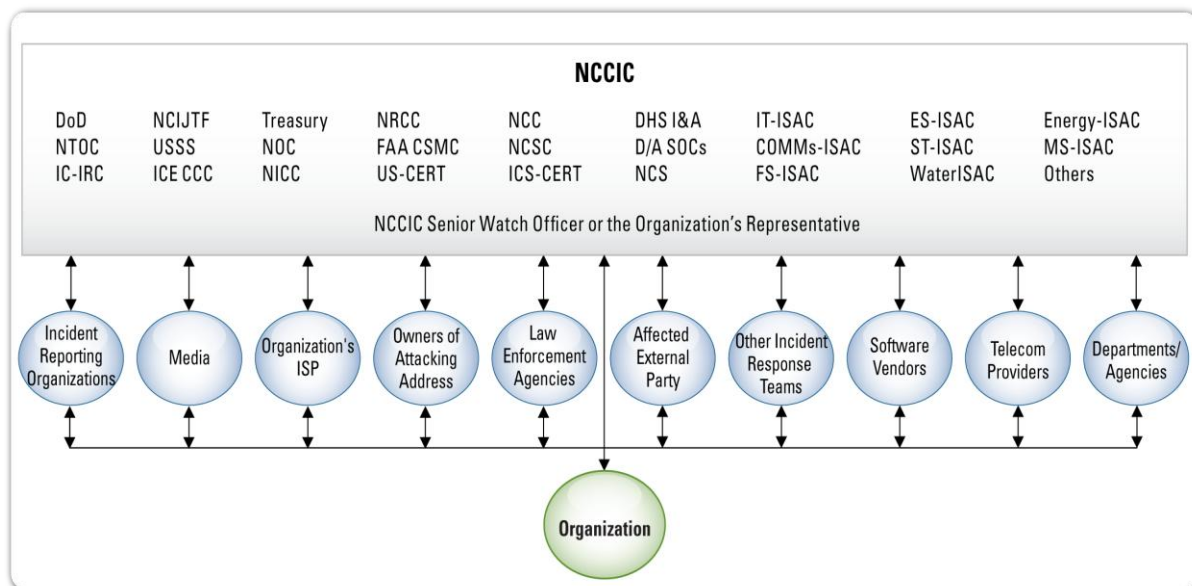 NCCIC
DoD NCIJTF Treasury NRCC NCC DHS I&A IT-ISAC ES-ISAC Energy-ISAC
NTOC USSS NOC FAA CSMC NCSC D/A SOCs COMMs-ISAC ST-ISAC MS-ISAC
IC-IRC ICE CCC NICC US-CERT ICS-CERT NCS FS-ISAC WaterISAC Others
NCCIC Senior Watch Officer or the Organization's Representative
Incident
Reporting
Organizations
Media
Organization's
ISP
Owners of
Attacking
Address
Law
Enforcement
Agencies
Affected
External
Party
Other Incident
Response
Teams
Software
Vendors
Telecom
Providers
Departments/
Agencies
Organization